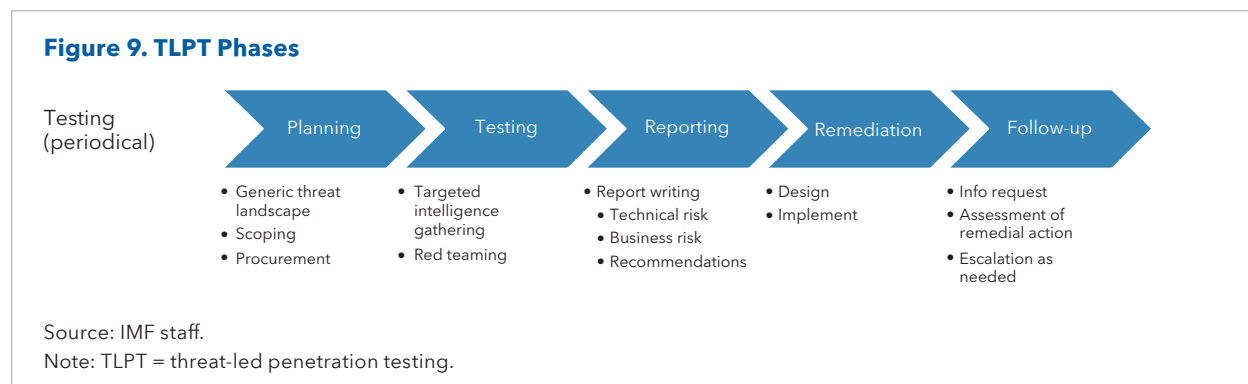 Figure 9. TLPT Phases
Testing
(periodical)
Planning
Testing
Reporting
Remediation
Follow-up
• Generic threat
landscape
• Scoping
• Procurement
• Targeted
intelligence
gathering
• Red teaming
• Report writing
• Technical risk
• Business risk
• Recommendations
• Design
• Implement
• Info request
• Assessment of
remedial action
• Escalation as
needed
Source: IMF staff.
Note: TLPT = threat-led penetration testing.